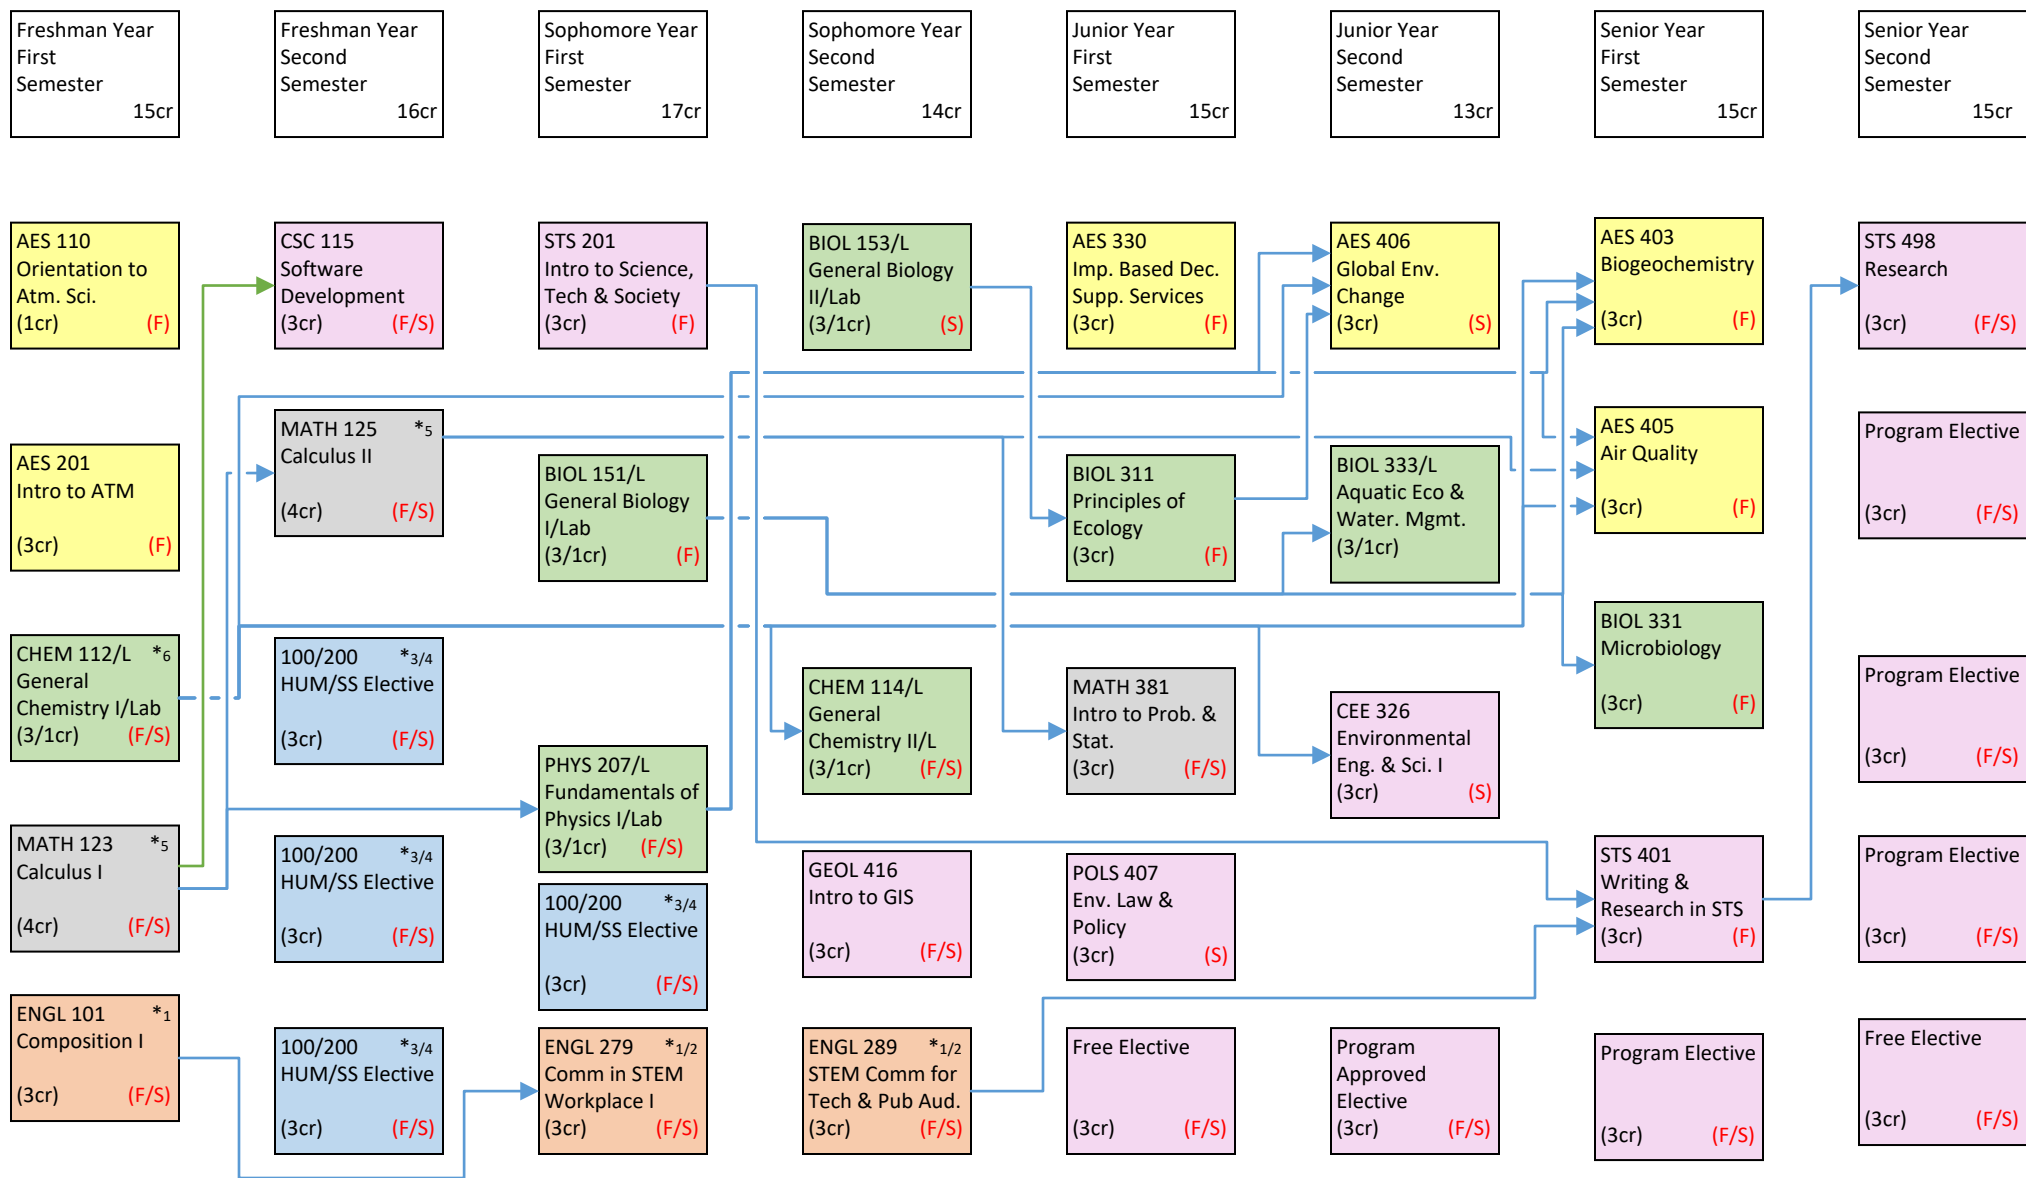 Freshman Year
First
Semester
15cr
Freshman Year
Second
Semester
16cr
Sophomore Year
First
Semester
17cr
Sophomore Year
Second
Semester
14cr
Junior Year
First
Semester
15cr
Junior Year
Second
Semester
13cr
Senior Year
First
Semester
15cr
Senior Year
Second
Semester
15cr
AES 110
Orientation to
Atm. Sci.
(1cr) (F)
AES 201
Intro to ATM
(3cr) (F)
CHEM 112/L *6
General
Chemistry I/Lab
(3/1cr) (F/S)
MATH 123 *5
Calculus I
(4cr) (F/S)
ENGL 101 *1
Composition I
(3cr) (F/S)
CSC 115
Software
Development
(3cr) (F/S)
MATH 125 *5
Calculus II
(4cr) (F/S)
100/200 *3/4
HUM/SS Elective
(3cr) (F/S)
100/200 *3/4
HUM/SS Elective
(3cr) (F/S)
100/200 *3/4
HUM/SS Elective
(3cr) (F/S)
STS 201
Intro to Science,
Tech & Society
(3cr) (F)
BIOL 151/L
General Biology
I/Lab
(3/1cr) (F)
PHYS 207/L
Fundamentals of
Physics I/Lab
(3/1cr) (F/S)
100/200 *3/4
HUM/SS Elective
(3cr) (F/S)
ENGL 279 *1/2
Comm in STEM
Workplace I
(3cr) (F/S)
BIOL 153/L
General Biology
II/Lab
(3/1cr) (S)
CHEM 114/L
General
Chemistry II/L
(3/1cr) (F/S)
GEOL 416
Intro to GIS
(3cr) (F/S)
ENGL 289 *1/2
STEM Comm for
Tech & Pub Aud.
(3cr) (F/S)
AES 330
Imp. Based Dec.
Supp. Services
(3cr) (F)
BIOL 311
Principles of
Ecology
(3cr) (F)
MATH 381
Intro to Prob. &
Stat.
(3cr) (F/S)
POLS 407
Env. Law &
Policy
(3cr) (S)
Free Elective
(3cr) (F/S)
AES 406
Global Env.
Change
(3cr) (S)
BIOL 333/L
Aquatic Eco &
Water. Mgmt.
(3/1cr)
CEE 326
Environmental
Eng. & Sci. I
(3cr) (S)
Program
Approved
Elective
(3cr) (F/S)
AES 403
Biogeochemistry
(3cr) (F)
AES 405
Air Quality
(3cr) (F)
BIOL 331
Microbiology
(3cr) (F)
STS 401
Writing &
Research in STS
(3cr) (F)
Program Elective
(3cr) (F/S)
STS 498
Research
(3cr) (F/S)
Program Elective
(3cr) (F/S)
Program Elective
(3cr) (F/S)
Program Elective
(3cr) (F/S)
Free Elective
(3cr) (F/S)